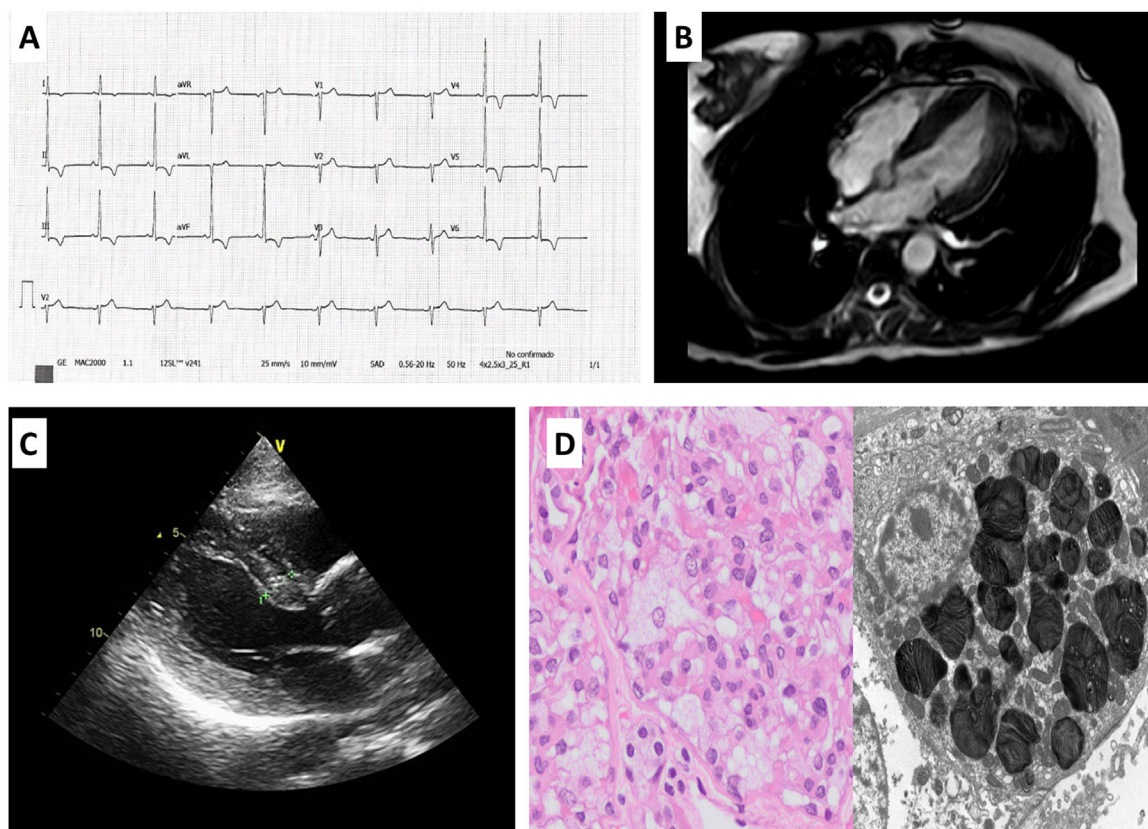 A
I aVR V1 V4
II aVL V2 V5
III aVF V3 V6
V2
No confirmado
GE MAC2000 1.1 12SL™ v241 25 mm/s 10 mm/mV SAD 0.56-20 Hz 50 Hz 4x2.5x3_25_R1 1/1
B
C
V
5
10
1
D